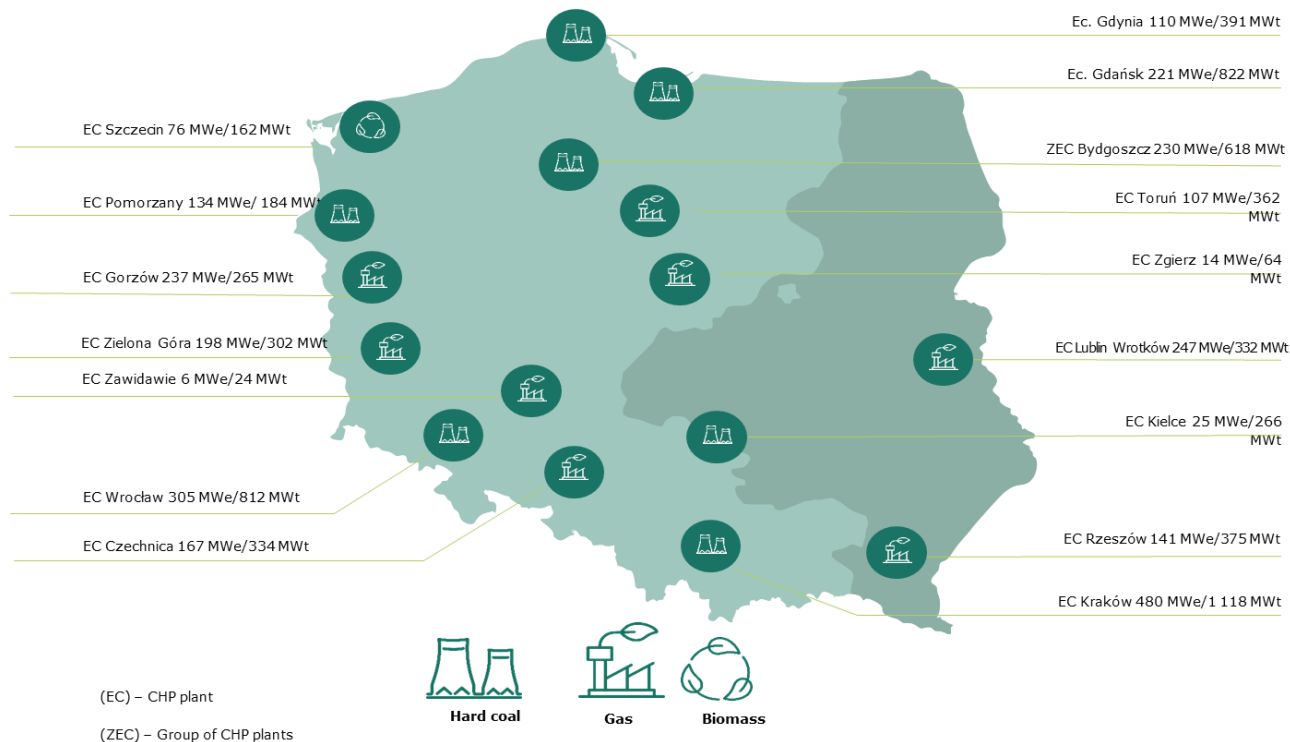 Ec. Gdynia 110 MWe/391 MWt
Ec. Gdańsk 221 MWe/822 MWt
EC Szczecin 76 MWe/162 MWt
ZEC Bydgoszcz 230 MWe/618 MWt
EC Pomorzany 134 MWe/ 184 MWt
EC Toruń 107 MWe/362
MWt
EC Gorzów 237 MWe/265 MWt
EC Zgierz 14 MWe/64
MWt
EC Zielona Góra 198 MWe/302 MWt
EC Lublin Wrotków 247 MWe/332 MWt
EC Zawidawie 6 MWe/24 MWt
EC Kielce 25 MWe/266
MWt
EC Wrocław 305 MWe/812 MWt
EC Czechnica 167 MWe/334 MWt
EC Rzeszów 141 MWe/375 MWt
EC Kraków 480 MWe/1 118 MWt
Hard coal
Gas
Biomass
(EC) – CHP plant
(ZEC) – Group of CHP plants